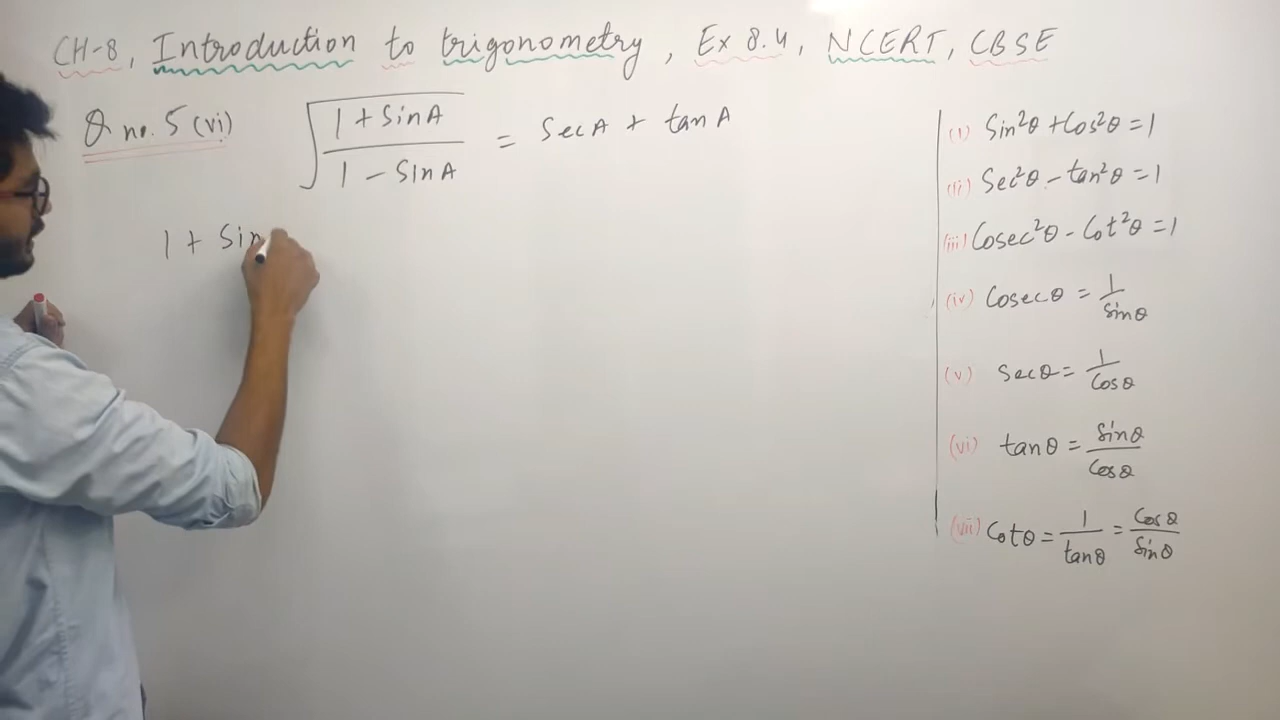 CH-8, Introduction to trigonometry, Ex 8.4, NCERT, CBSE
Q no. 5 (vi) √((1 + SinA)/(1 - SinA)) = SecA + tanA
1 + Sin
(i) Sin²θ + Cos²θ = 1
(ii) Sec²θ - tan²θ = 1
(iii) Cosec²θ - Cot²θ = 1
(iv) Cosecθ = 1/Sinθ
(v) Secθ = 1/Cosθ
(vi) tanθ = Sinθ/Cosθ
(vii) Cotθ = 1/tanθ = Cosθ/Sinθ